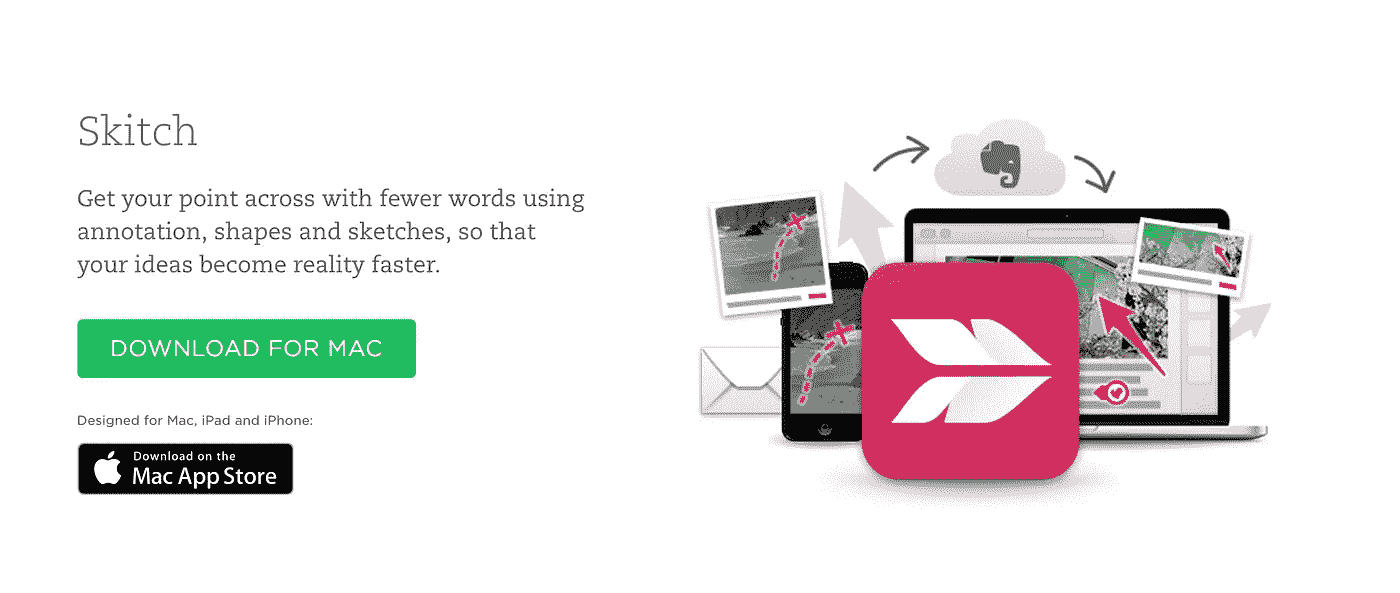 Skitch
Get your point across with fewer words using
annotation, shapes and sketches, so that
your ideas become reality faster.
DOWNLOAD FOR MAC
Designed for Mac, iPad and iPhone:
Download on the
Mac App Store